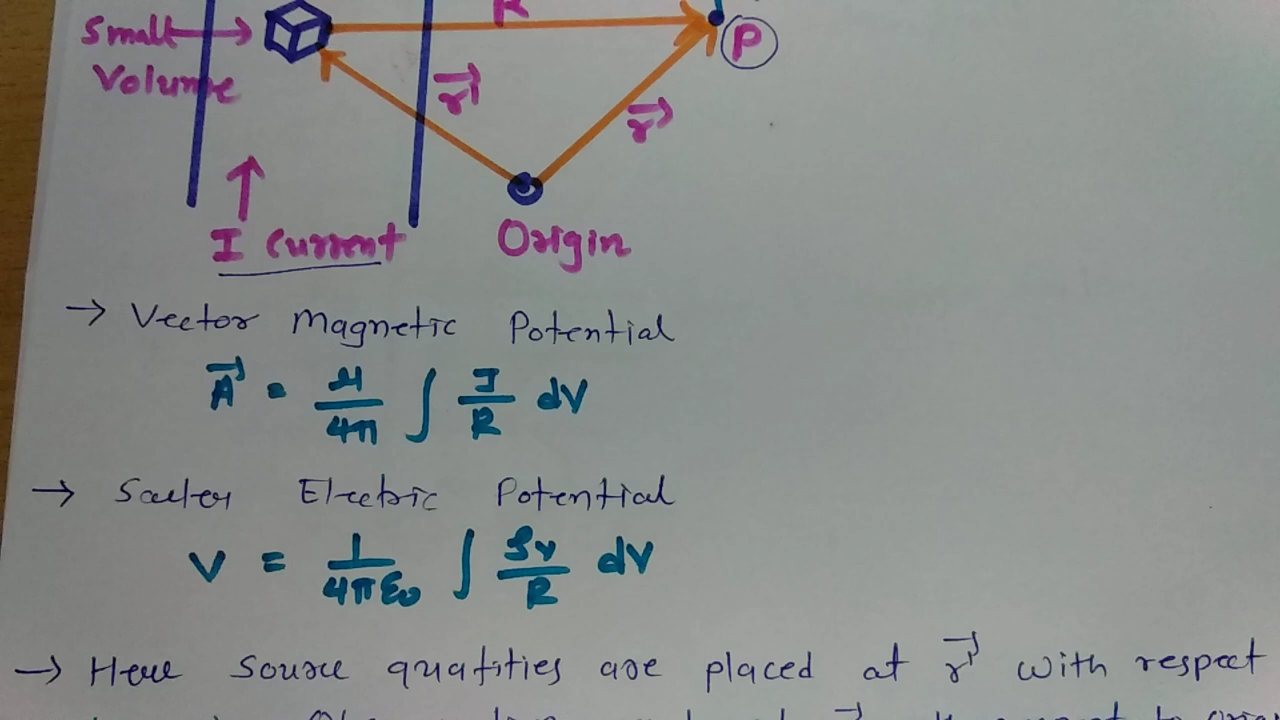 R
Small →
P
Volume
r⃗'
r⃗
I Current
Origin
→ Vector Magnetic Potential
A⃗ = μ/4π ∫ J/R dV
→ Scaler Electric Potential
V = 1/4πε₀ ∫ ρv/R dV
→ Here Source quantities are placed at r⃗' with respect